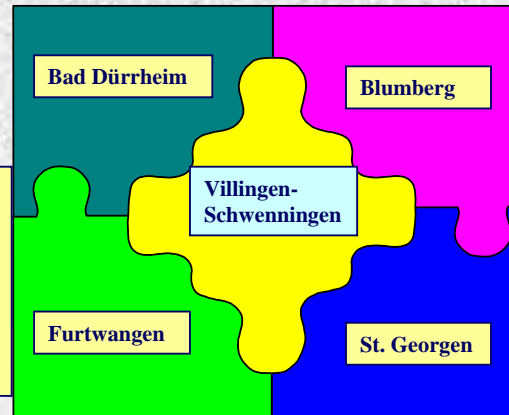 Bad Dürrheim
Blumberg
Villingen-
Schwenningen
Furtwangen
St. Georgen